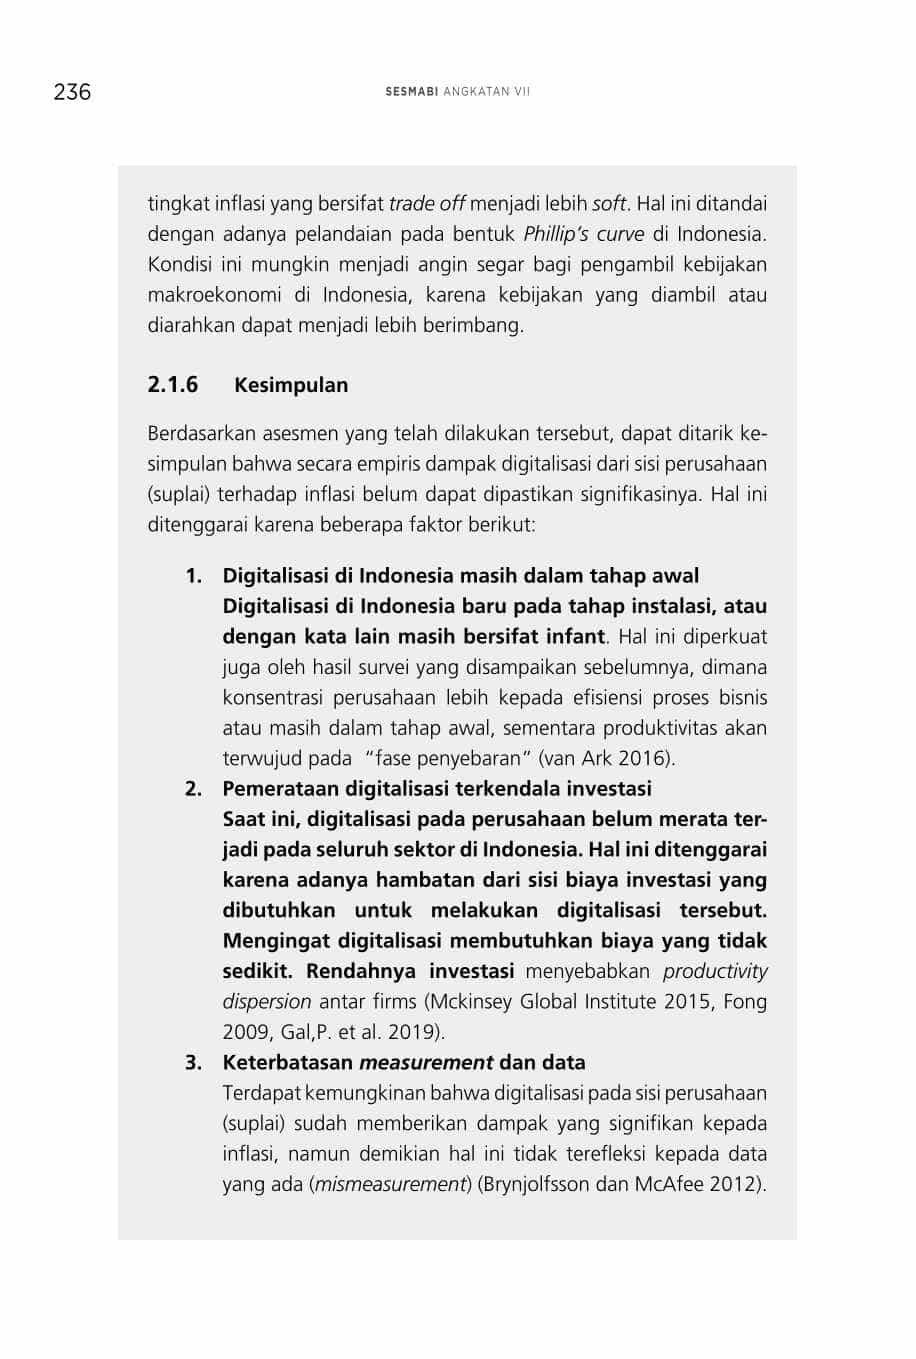 236
SESMABI ANGKATAN VII
tingkat inflasi yang bersifat trade off menjadi lebih soft. Hal ini ditandai
dengan adanya pelandaian pada bentuk Phillip’s curve di Indonesia.
Kondisi ini mungkin menjadi angin segar bagi pengambil kebijakan
makroekonomi di Indonesia, karena kebijakan yang diambil atau
diarahkan dapat menjadi lebih berimbang.
2.1.6 Kesimpulan
Berdasarkan asesmen yang telah dilakukan tersebut, dapat ditarik ke-
simpulan bahwa secara empiris dampak digitalisasi dari sisi perusahaan
(suplai) terhadap inflasi belum dapat dipastikan signifikasinya. Hal ini
ditenggarai karena beberapa faktor berikut:
1. Digitalisasi di Indonesia masih dalam tahap awal
Digitalisasi di Indonesia baru pada tahap instalasi, atau
dengan kata lain masih bersifat infant. Hal ini diperkuat
juga oleh hasil survei yang disampaikan sebelumnya, dimana
konsentrasi perusahaan lebih kepada efisiensi proses bisnis
atau masih dalam tahap awal, sementara produktivitas akan
terwujud pada “fase penyebaran” (van Ark 2016).
2. Pemerataan digitalisasi terkendala investasi
Saat ini, digitalisasi pada perusahaan belum merata ter-
jadi pada seluruh sektor di Indonesia. Hal ini ditenggarai
karena adanya hambatan dari sisi biaya investasi yang
dibutuhkan untuk melakukan digitalisasi tersebut.
Mengingat digitalisasi membutuhkan biaya yang tidak
sedikit. Rendahnya investasi menyebabkan productivity
dispersion antar firms (Mckinsey Global Institute 2015, Fong
2009, Gal,P. et al. 2019).
3. Keterbatasan measurement dan data
Terdapat kemungkinan bahwa digitalisasi pada sisi perusahaan
(suplai) sudah memberikan dampak yang signifikan kepada
inflasi, namun demikian hal ini tidak terefleksi kepada data
yang ada (mismeasurement) (Brynjolfsson dan McAfee 2012).